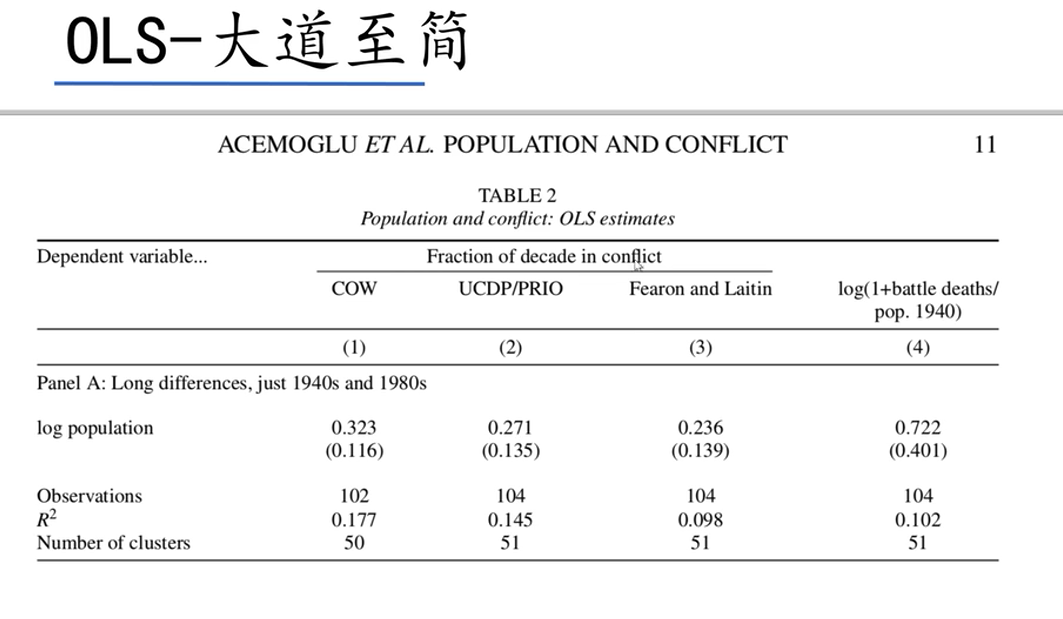 OLS-大道至简
ACEMOGLU ET AL. POPULATION AND CONFLICT 11
TABLE 2
Population and conflict: OLS estimates
Dependent variable... Fraction of decade in conflict
COW UCDP/PRIO Fearon and Laitin log(1+battle deaths/
pop. 1940)
(1) (2) (3) (4)
Panel A: Long differences, just 1940s and 1980s
log population 0.323 0.271 0.236 0.722
(0.116) (0.135) (0.139) (0.401)
Observations 102 104 104 104
R² 0.177 0.145 0.098 0.102
Number of clusters 50 51 51 51